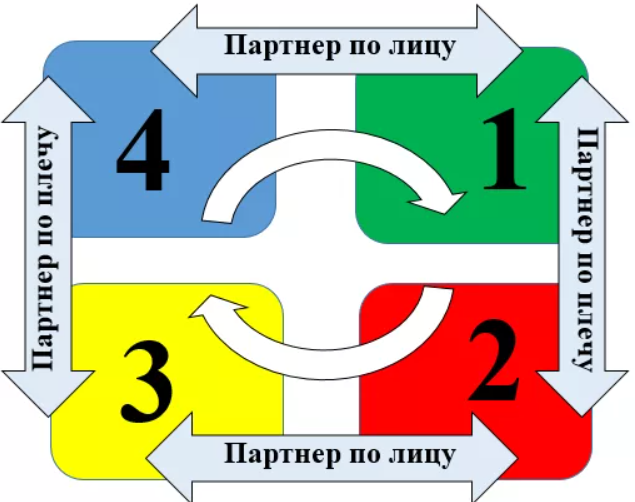 Партнер по лицу
4
1
Партнер по плечу
Партнер по плечу
3
2
Партнер по лицу